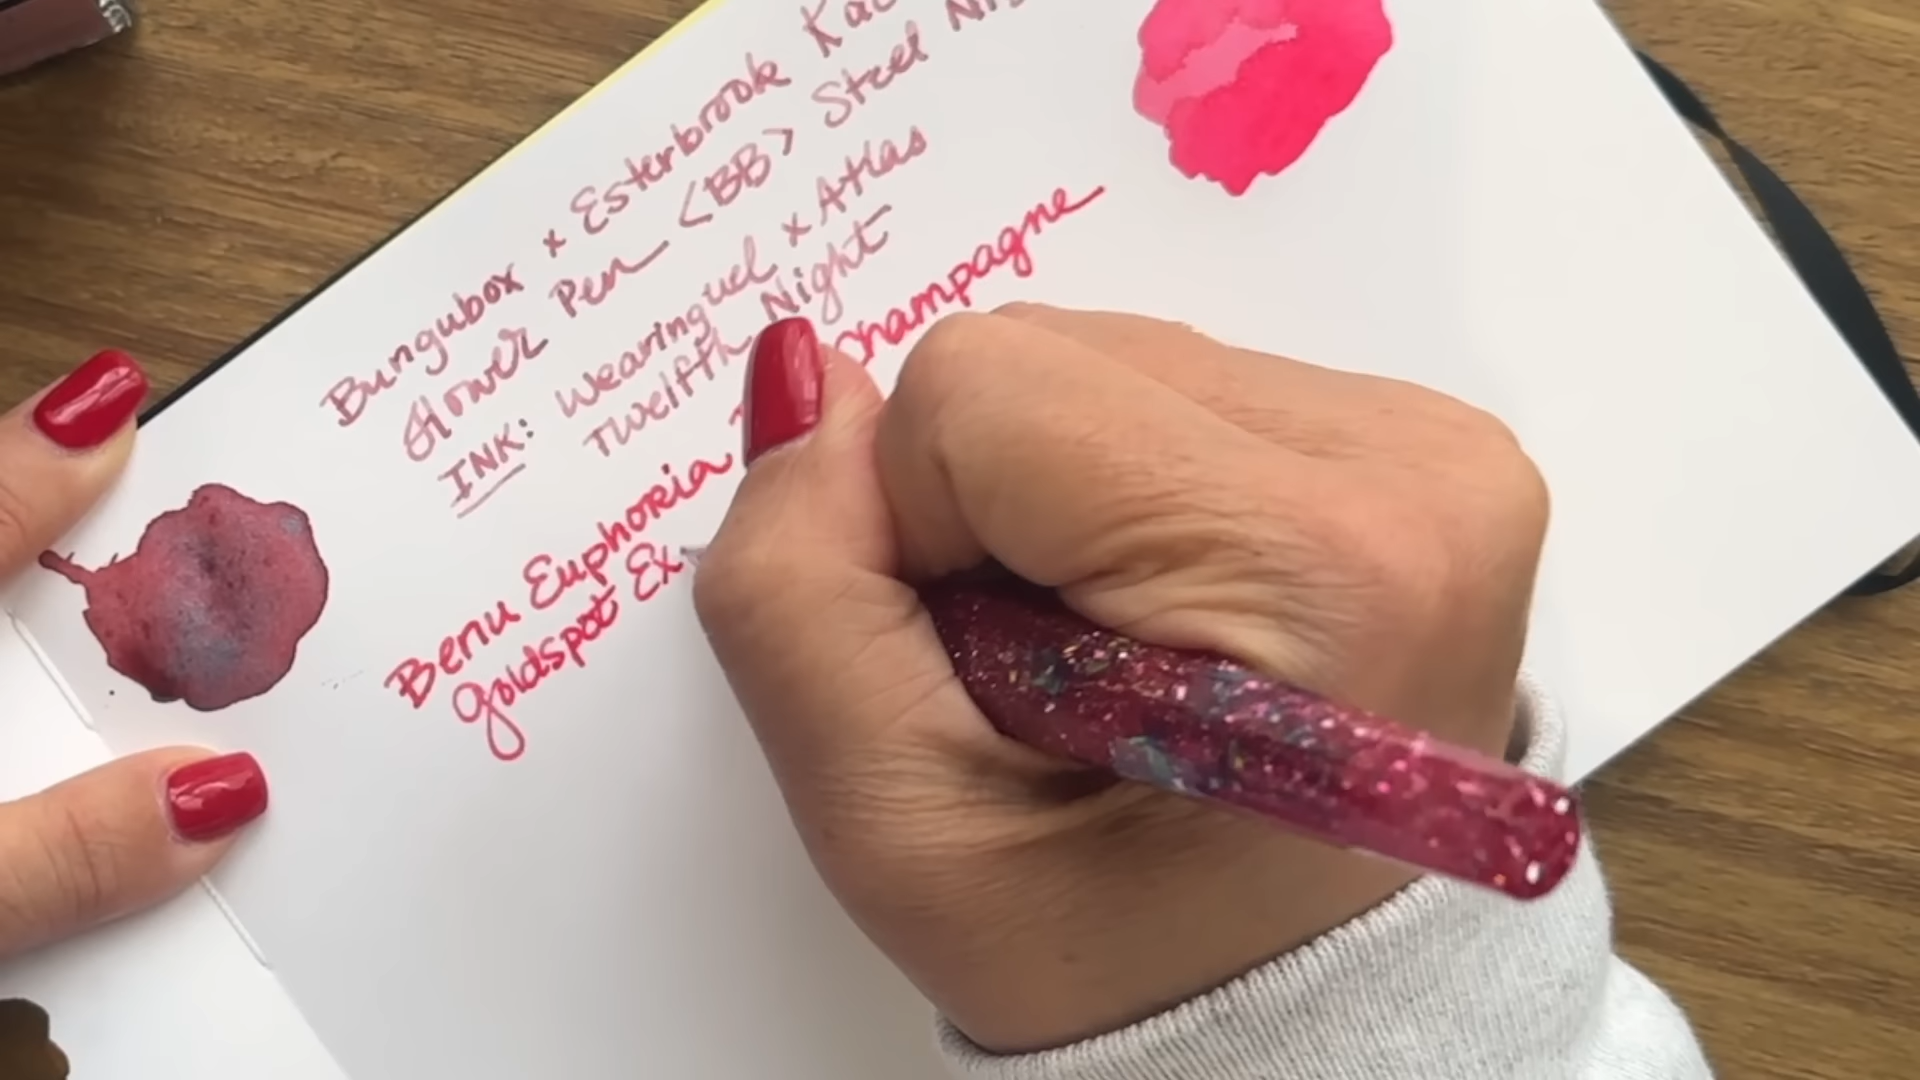 Bungubox x Esterbrook
Flower Pen <BB> Steel
INK: Wearingeul x Atlas
Twelfth Night
Benu Euphoria Champagne
Goldspot Ex